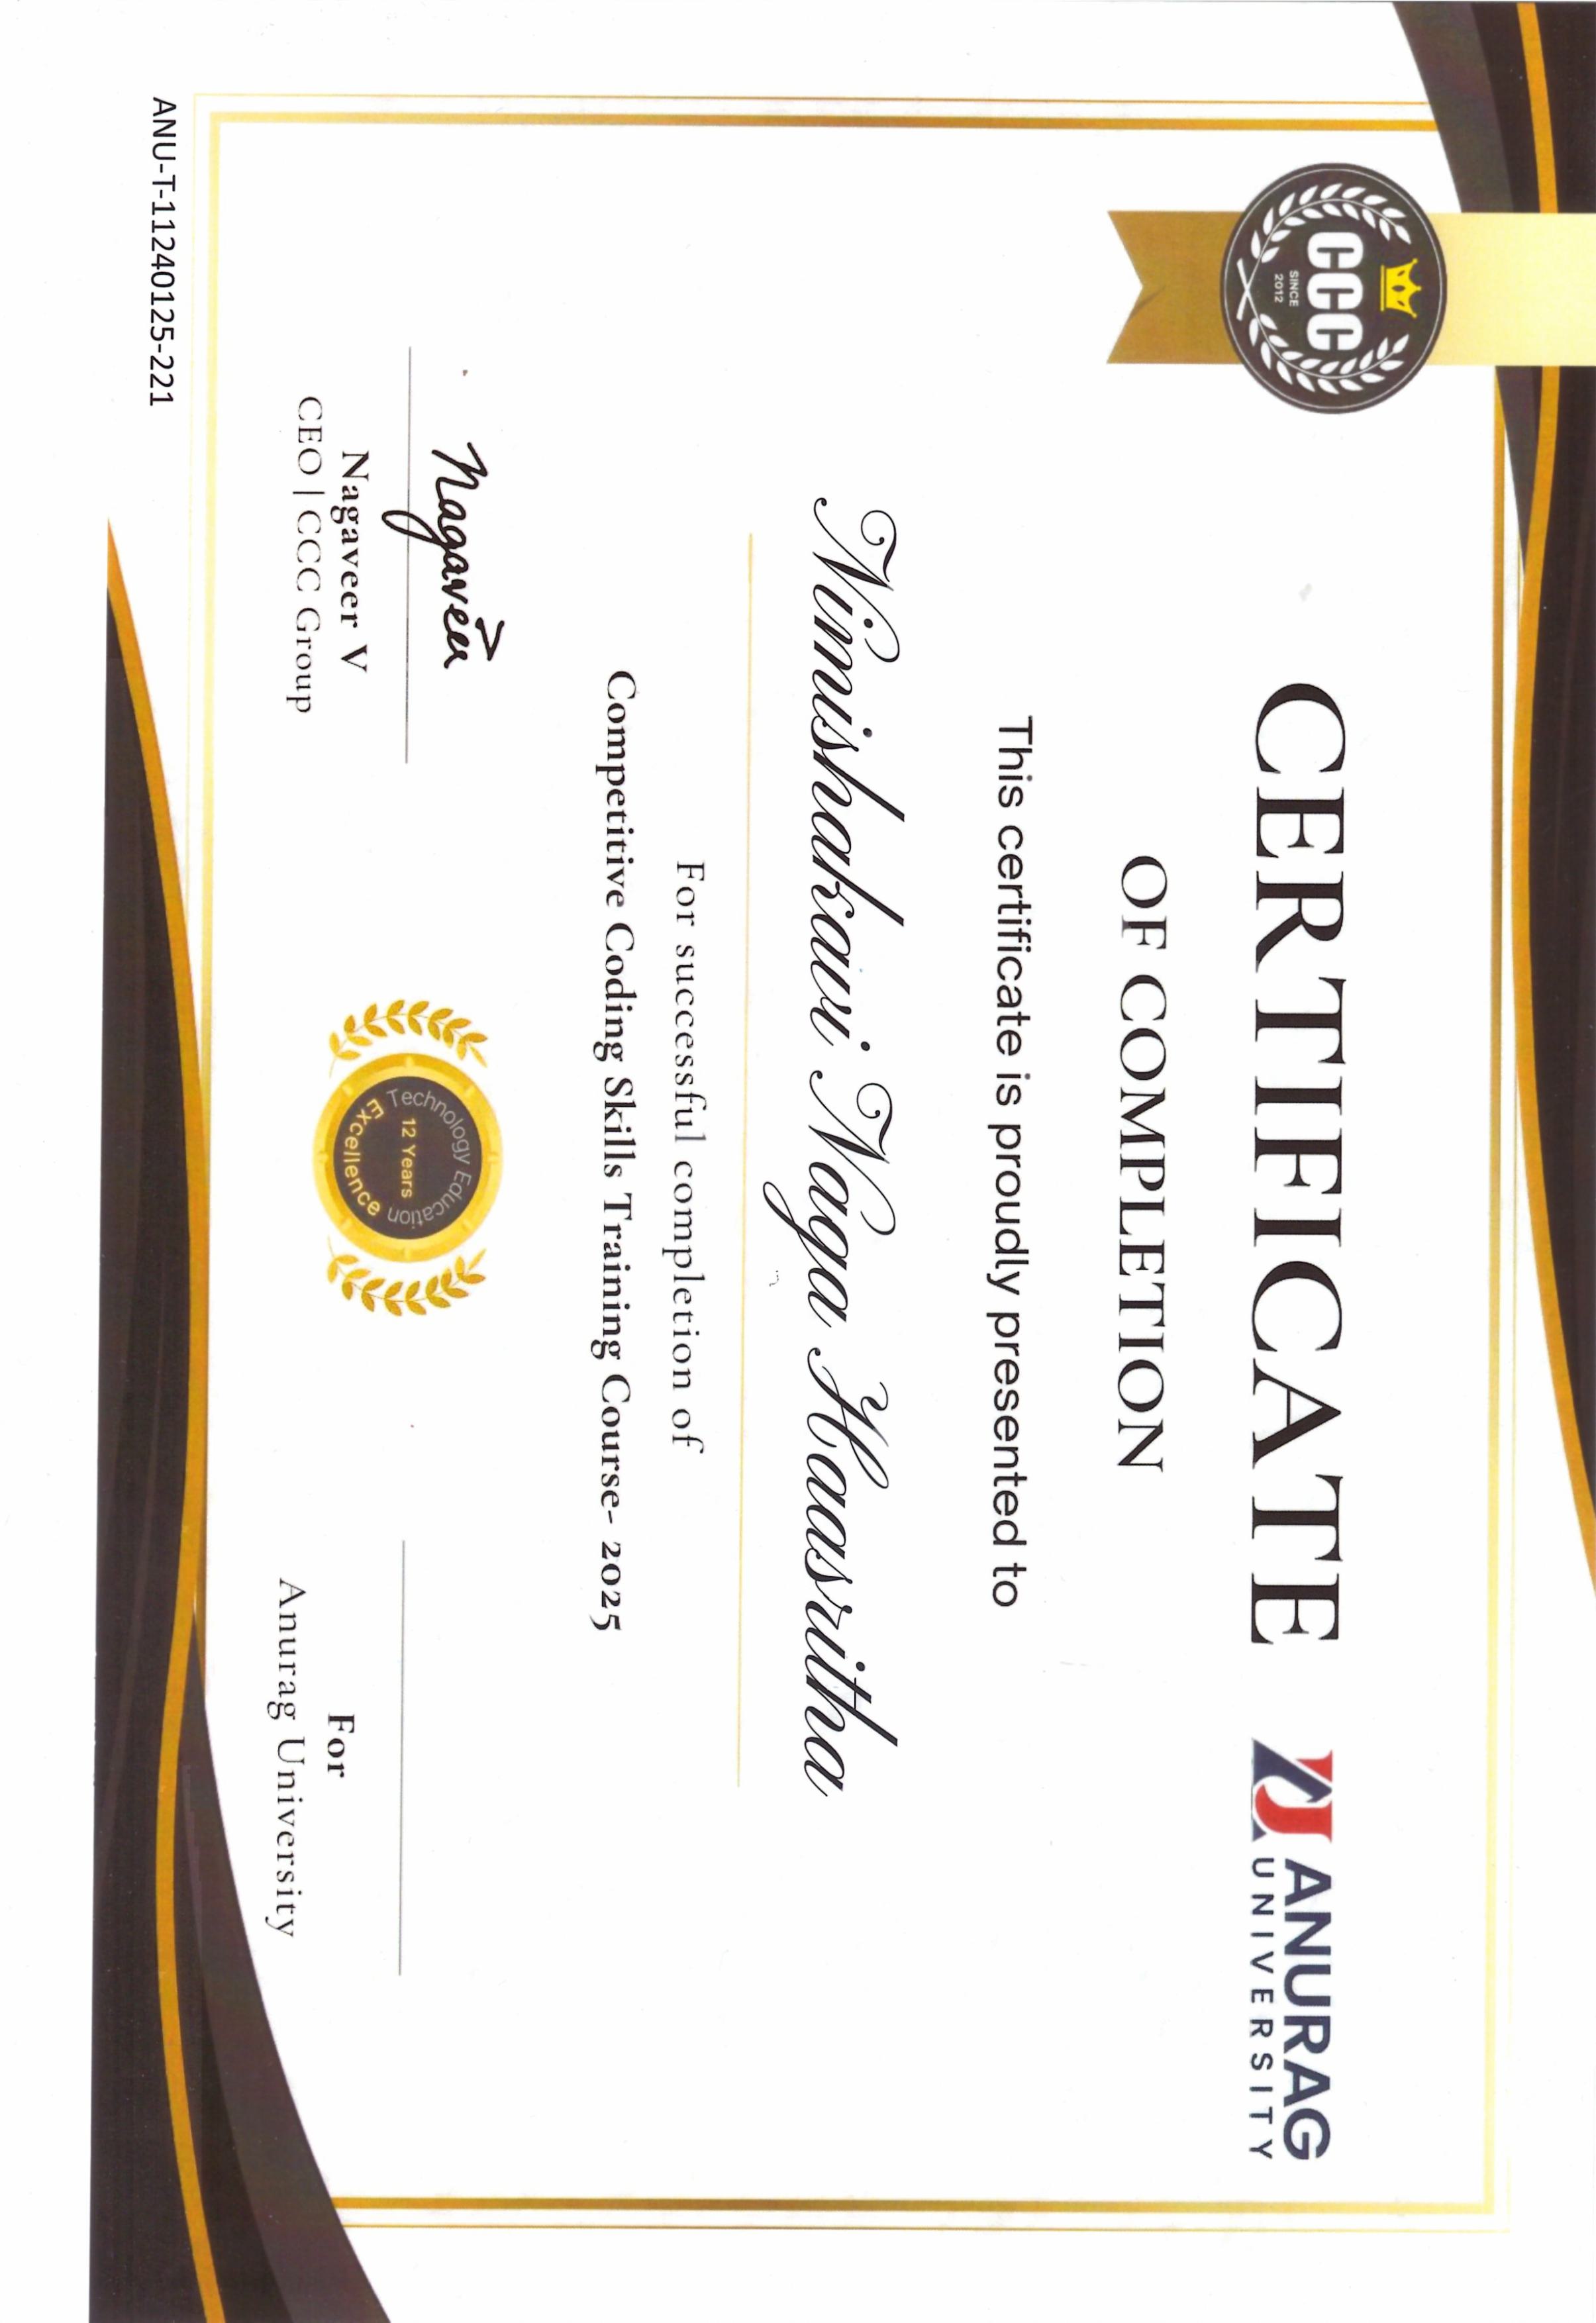 CCC
SINCE
2012
CERTIFICATE
ANURAG
UNIVERSITY
OF COMPLETION
This certificate is proudly presented to
Nimishakavi Naga Haasritha
For successful completion of
Competitive Coding Skills Training Course- 2025
Nagaveer
Nagaveer V
CEO | CCC Group
Technology Education
12 Years
Excellence
For
Anurag University
ANU-T-11240125-221